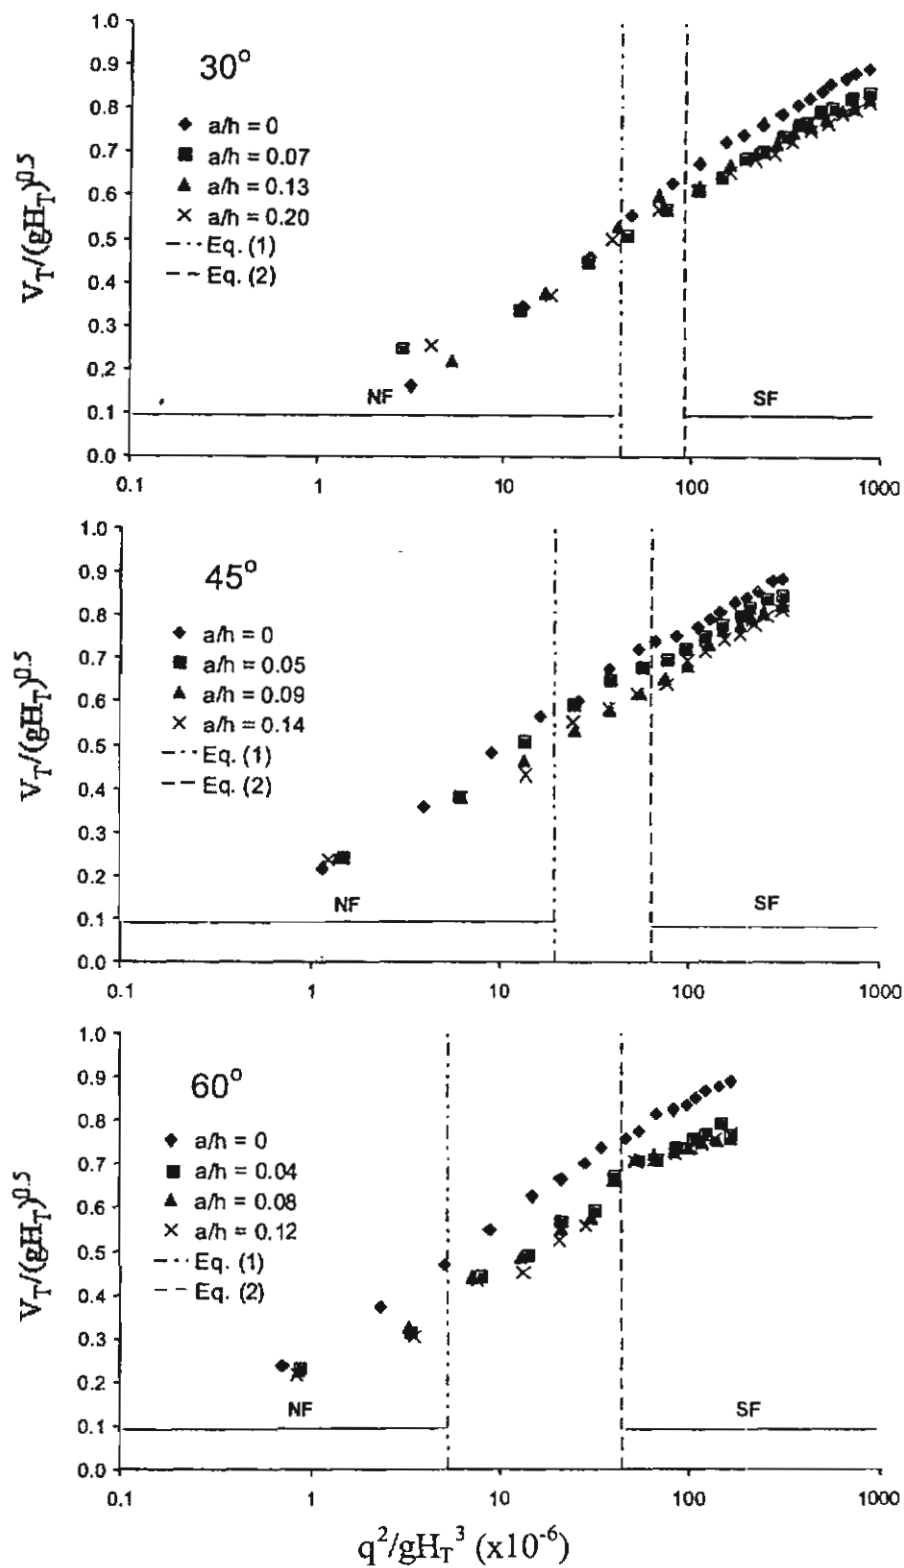 1.0
0.9
0.8
0.7
0.6
0.5
0.4
0.3
0.2
0.1
0.0
V_T/(gH_T)^0.5
30°
a/h = 0
a/h = 0.07
a/h = 0.13
a/h = 0.20
Eq. (1)
Eq. (2)
NF
SF
0.1 1 10 100 1000
1.0
0.9
0.8
0.7
0.6
0.5
0.4
0.3
0.2
0.1
0.0
V_T/(gH_T)^0.5
45°
a/h = 0
a/h = 0.05
a/h = 0.09
a/h = 0.14
Eq. (1)
Eq. (2)
NF
SF
0.1 1 10 100 1000
1.0
0.9
0.8
0.7
0.6
0.5
0.4
0.3
0.2
0.1
0.0
V_T/(gH_T)^0.5
60°
a/h = 0
a/h = 0.04
a/h = 0.08
a/h = 0.12
Eq. (1)
Eq. (2)
NF
SF
0.1 1 10 100 1000
q²/gH_T³ (x10⁻⁶)